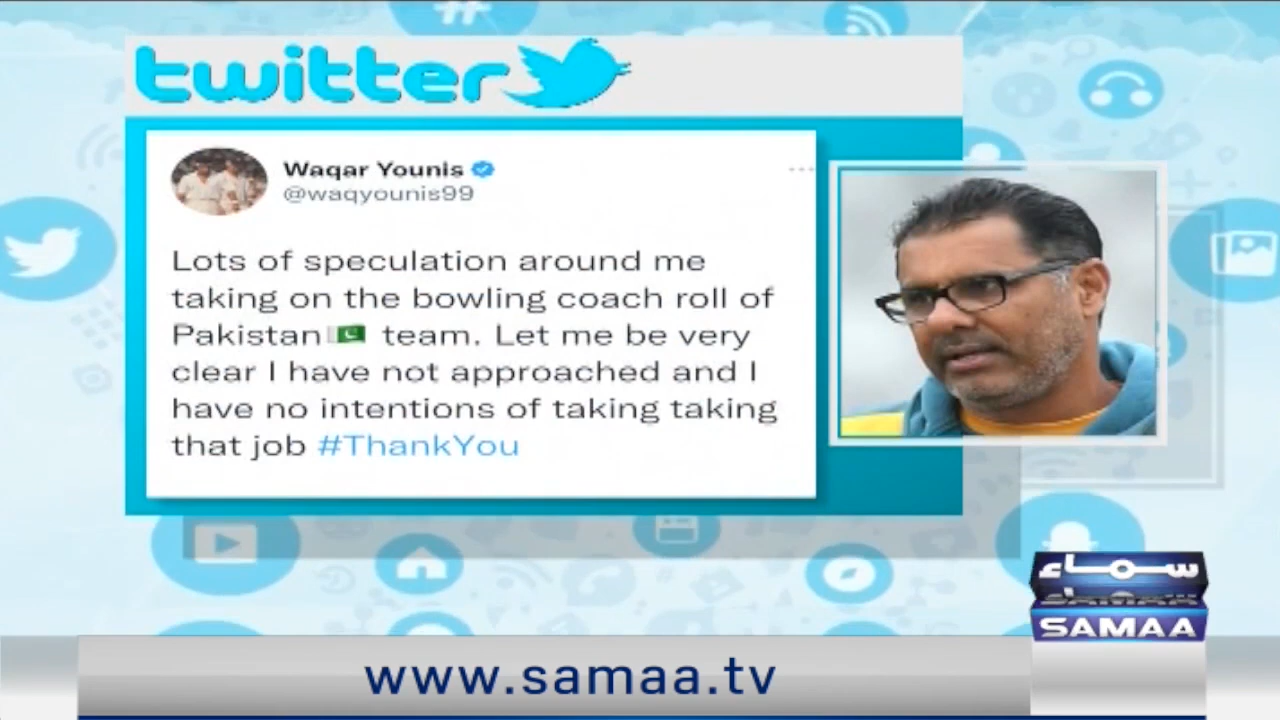 twitter
Waqar Younis
@waqyounis99
Lots of speculation around me
taking on the bowling coach roll of
Pakistan🇵🇰 team. Let me be very
clear I have not approached and I
have no intentions of taking taking
that job #ThankYou
سماء
SAMAA
www.samaa.tv